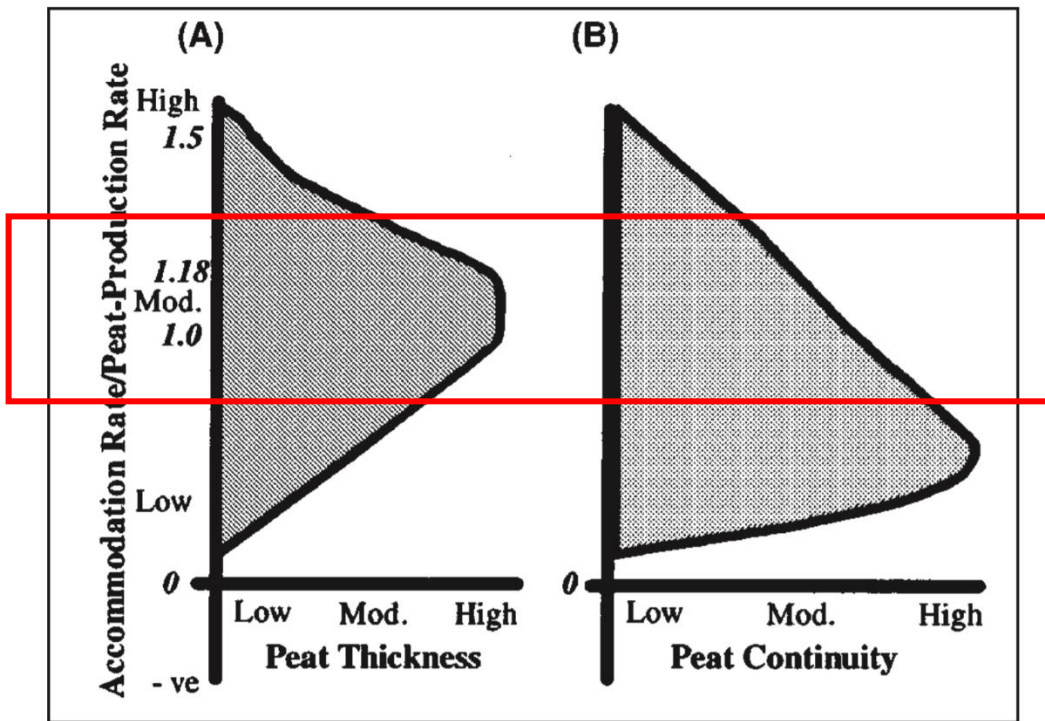 (A)
(B)
Accommodation Rate/Peat-Production Rate
High
1.5
1.18
Mod.
1.0
Low
0
- ve
Low Mod. High
Peat Thickness
0
Low Mod. High
Peat Continuity